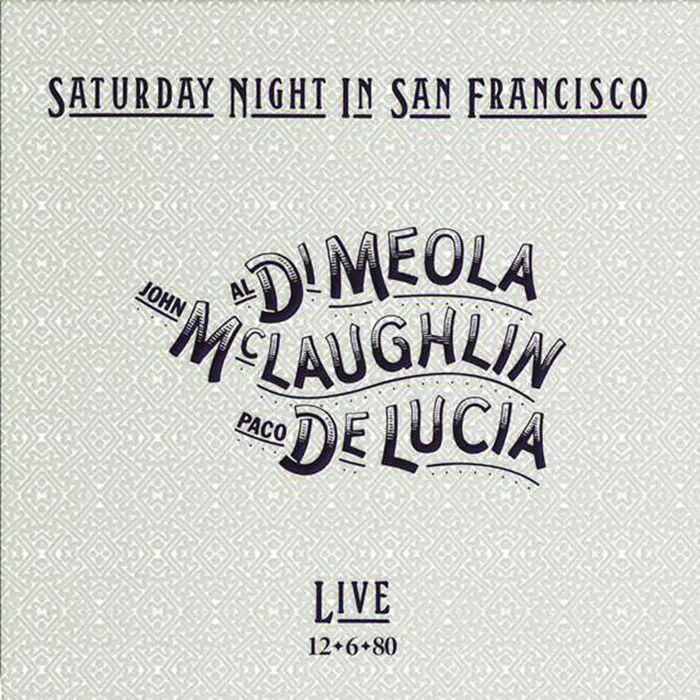 SATURDAY NIGHT IN SAN FRANCISCO
AL DI MEOLA
JOHN MCLAUGHLIN
PACO DE LUCIA
LIVE
12✦6✦80